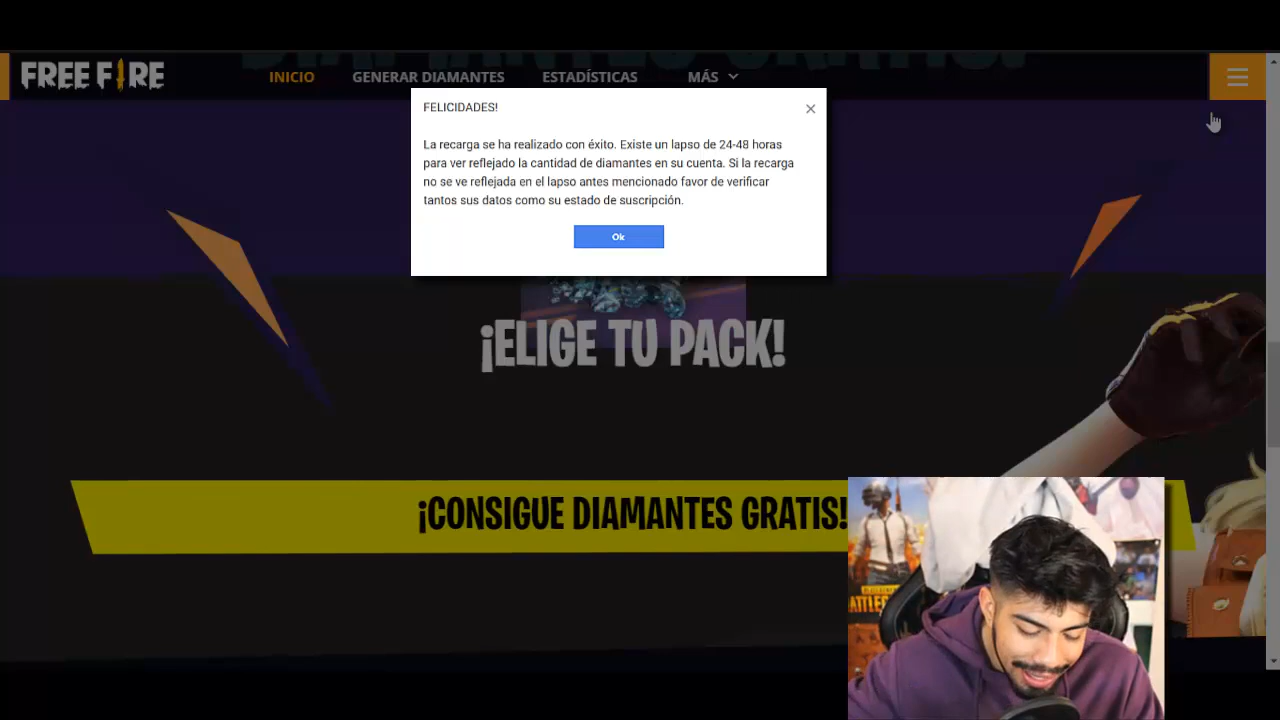 FREE FIRE
INICIO GENERAR DIAMANTES ESTADÍSTICAS MÁS
FELICIDADES!
La recarga se ha realizado con éxito. Existe un lapso de 24-48 horas
para ver reflejado la cantidad de diamantes en su cuenta. Si la recarga
no se ve reflejada en el lapso antes mencionado favor de verificar
tantos sus datos como su estado de suscripción.
Ok
¡ELIGE TU PACK!
¡CONSIGUE DIAMANTES GRATIS!